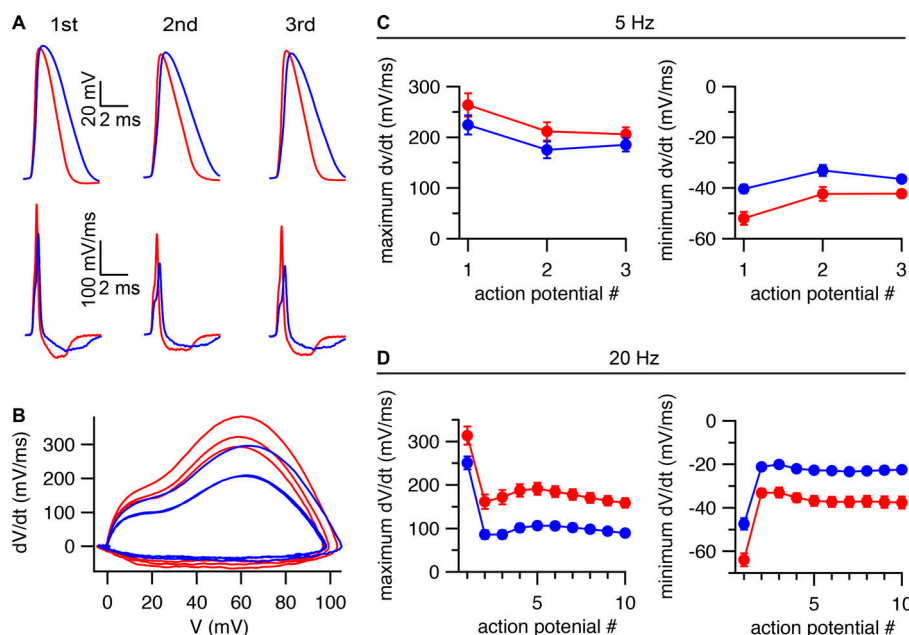 A
1st 2nd 3rd
20 mV
2 ms
100 mV/ms
2 ms
B
dV/dt (mV/ms)
300
200
100
0
0 20 40 60 80 100
V (mV)
C
5 Hz
maximum dv/dt (mV/ms)
300
200
100
0
1 2 3
action potential #
minimum dv/dt (mV/ms)
0
-20
-40
-60
1 2 3
action potential #
D
20 Hz
maximum dV/dt (mV/ms)
300
200
100
0
5 10
action potential #
minimum dV/dt (mV/ms)
0
-20
-40
-60
5 10
action potential #